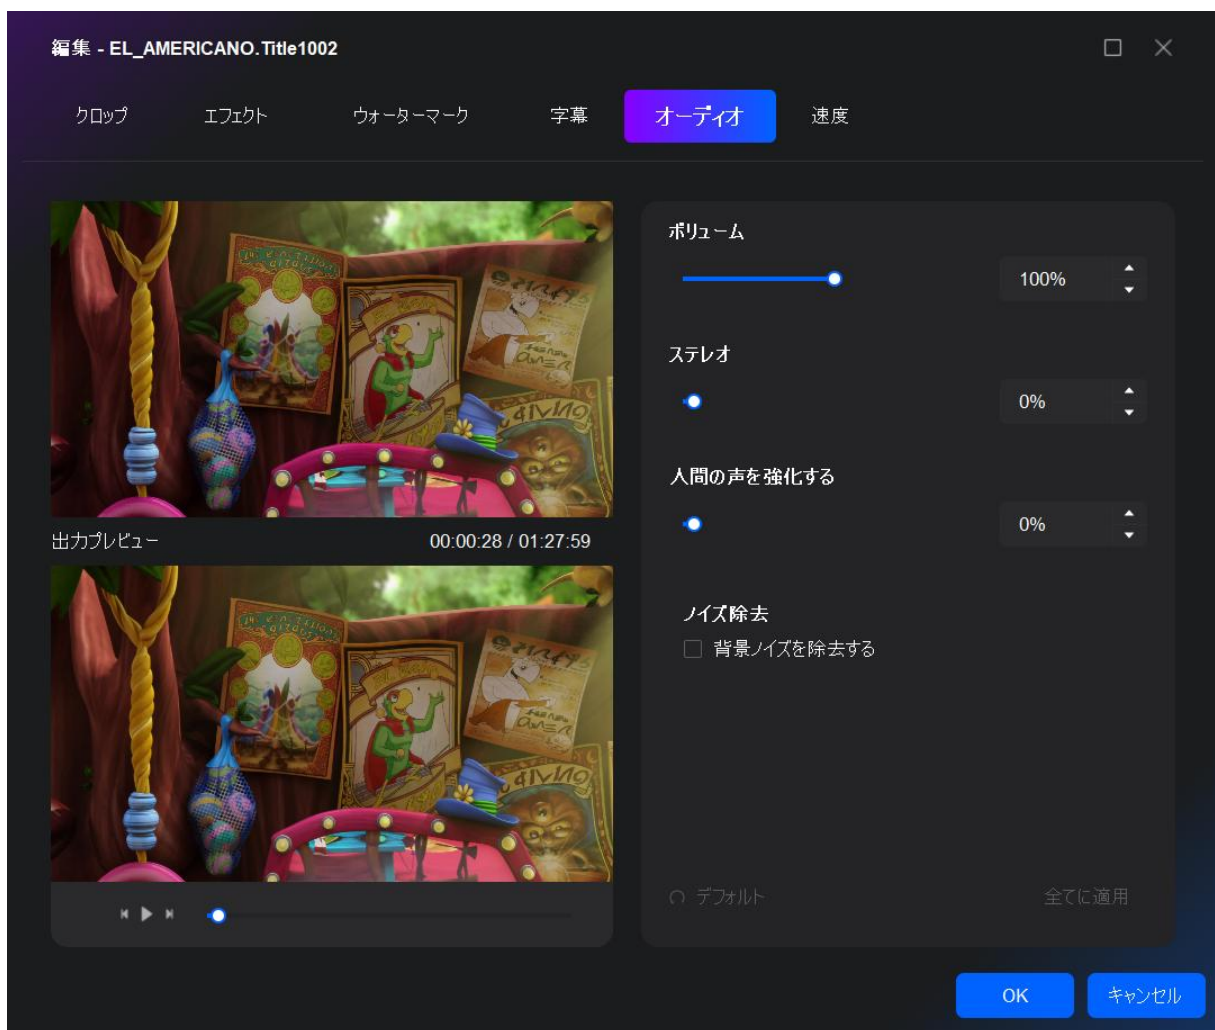 編集 - EL_AMERICANO.Title1002
クロップ エフェクト ウォーターマーク 字幕 オーディオ 速度
ボリューム
100%
ステレオ
0%
人間の声を強化する
0%
ノイズ除去
背景ノイズを除去する
デフォルト 全てに適用
出力プレビュー 00:00:28 / 01:27:59
OK キャンセル